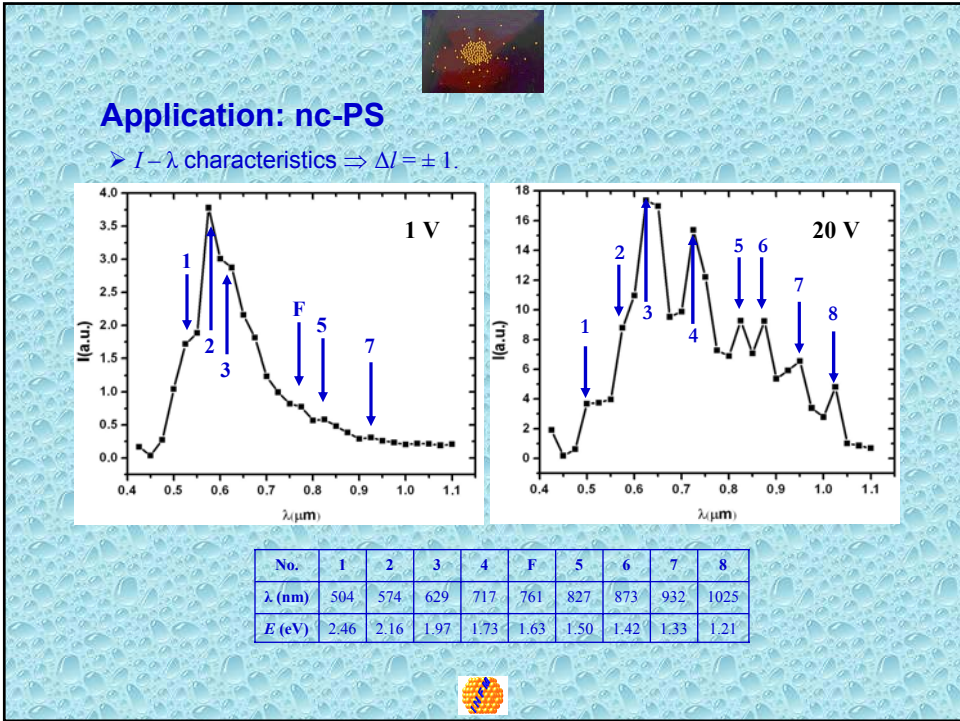 Application: nc-PS
➢ I – λ characteristics ⇒ Δl = ± 1.
1 V
I(a.u.)
4.0
3.5
3.0
2.5
2.0
1.5
1.0
0.5
0.0
1
2
3
F
5
7
0.4 0.5 0.6 0.7 0.8 0.9 1.0 1.1
λ(μm)
20 V
I(a.u.)
18
16
14
12
10
8
6
4
2
0
1
2
3
4
5
6
7
8
0.4 0.5 0.6 0.7 0.8 0.9 1.0 1.1
λ(μm)
No. 1 2 3 4 F 5 6 7 8
λ (nm) 504 574 629 717 761 827 873 932 1025
E (eV) 2.46 2.16 1.97 1.73 1.63 1.50 1.42 1.33 1.21